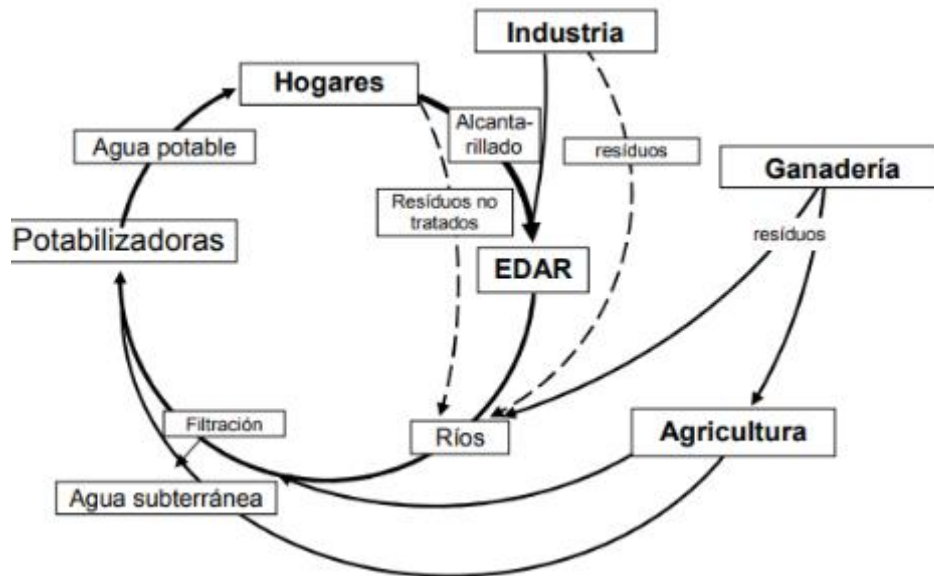 Industria
Hogares
Alcanta-
rillado
Agua potable
resíduos
Ganadería
Resíduos no
tratados
resíduos
Potabilizadoras
EDAR
Filtración
Ríos
Agricultura
Agua subterránea